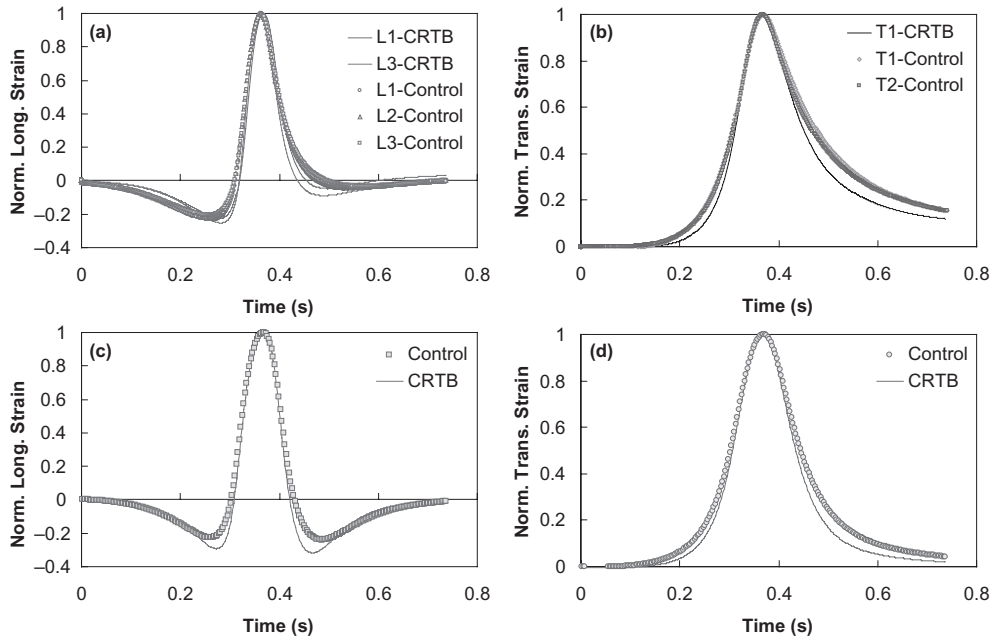 (a)
Norm. Long. Strain
1
0.8
0.6
0.4
0.2
0
–0.2
–0.4
L1-CRTB
L3-CRTB
L1-Control
L2-Control
L3-Control
0 0.2 0.4 0.6 0.8
Time (s)
(b)
Norm. Trans. Strain
1
0.8
0.6
0.4
0.2
0
T1-CRTB
T1-Control
T2-Control
0 0.2 0.4 0.6 0.8
Time (s)
(c)
Norm. Long. Strain
1
0.8
0.6
0.4
0.2
0
–0.2
–0.4
Control
CRTB
0 0.2 0.4 0.6 0.8
Time (s)
(d)
Norm. Trans. Strain
1
0.8
0.6
0.4
0.2
0
Control
CRTB
0 0.2 0.4 0.6 0.8
Time (s)